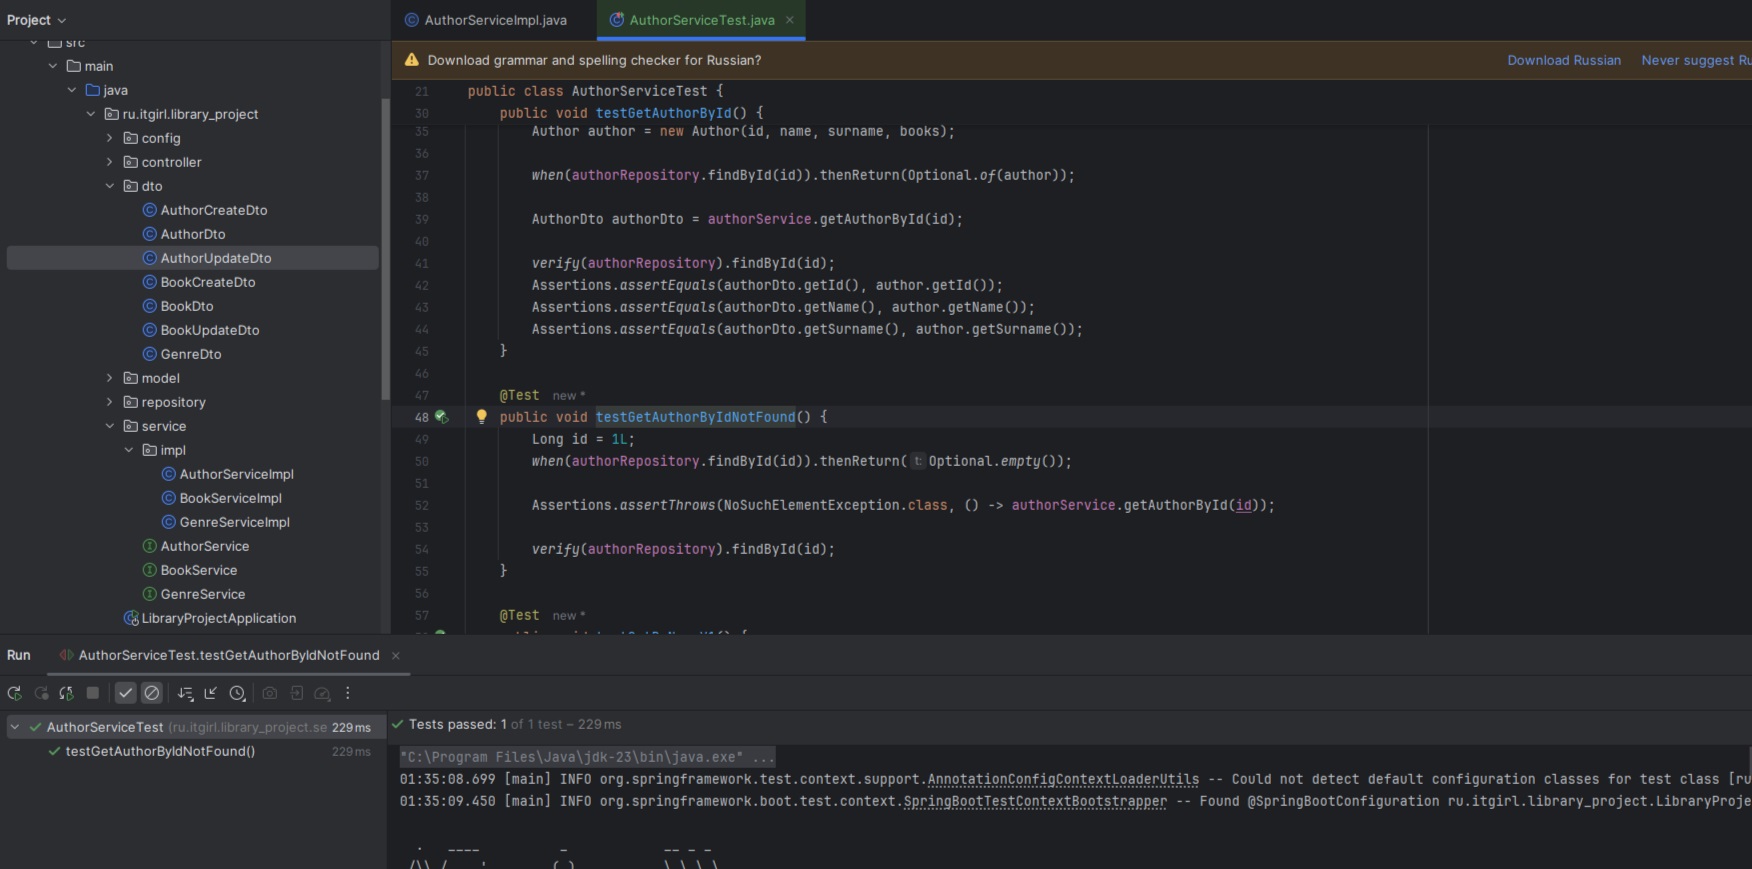 Project
AuthorServiceImpl.java
AuthorServiceTest.java
src
main
java
ru.itgirl.library_project
config
controller
dto
AuthorCreateDto
AuthorDto
AuthorUpdateDto
BookCreateDto
BookDto
BookUpdateDto
GenreDto
model
repository
service
impl
AuthorServiceImpl
BookServiceImpl
GenreServiceImpl
AuthorService
BookService
GenreService
LibraryProjectApplication
Download grammar and spelling checker for Russian? Download Russian Never suggest Ru
21 public class AuthorServiceTest {
30 public void testGetAuthorById() {
35 Author author = new Author(id, name, surname, books);
36
37 when(authorRepository.findById(id)).thenReturn(Optional.of(author));
38
39 AuthorDto authorDto = authorService.getAuthorById(id);
40
41 verify(authorRepository).findById(id);
42 Assertions.assertEquals(authorDto.getId(), author.getId());
43 Assertions.assertEquals(authorDto.getName(), author.getName());
44 Assertions.assertEquals(authorDto.getSurname(), author.getSurname());
45 }
46
47 @Test new *
48 public void testGetAuthorByIdNotFound() {
49 Long id = 1L;
50 when(authorRepository.findById(id)).thenReturn( t: Optional.empty());
51
52 Assertions.assertThrows(NoSuchElementException.class, () -> authorService.getAuthorById(id));
53
54 verify(authorRepository).findById(id);
55 }
56
57 @Test new *
Run AuthorServiceTest.testGetAuthorByIdNotFound
AuthorServiceTest (ru.itgirl.library_project.se 229 ms
testGetAuthorByIdNotFound() 229 ms
Tests passed: 1 of 1 test – 229 ms
"C:\Program Files\Java\jdk-23\bin\java.exe" ...
01:35:08.699 [main] INFO org.springframework.test.context.support.AnnotationConfigContextLoaderUtils -- Could not detect default configuration classes for test class [ru
01:35:09.450 [main] INFO org.springframework.boot.test.context.SpringBootTestContextBootstrapper -- Found @SpringBootConfiguration ru.itgirl.library_project.LibraryProje